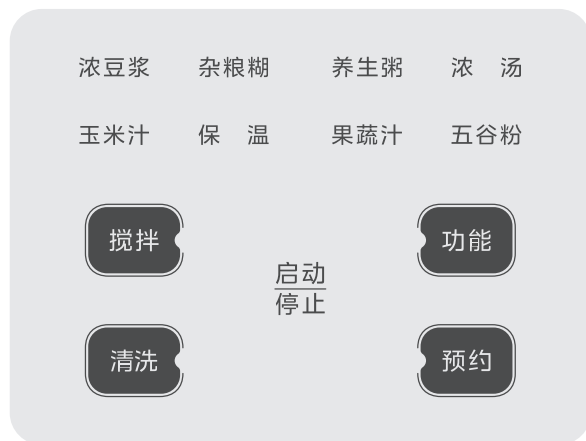 浓豆浆 杂粮糊 养生粥 浓 汤
玉米汁 保 温 果蔬汁 五谷粉
搅拌 功能
启动
停止
清洗 预约